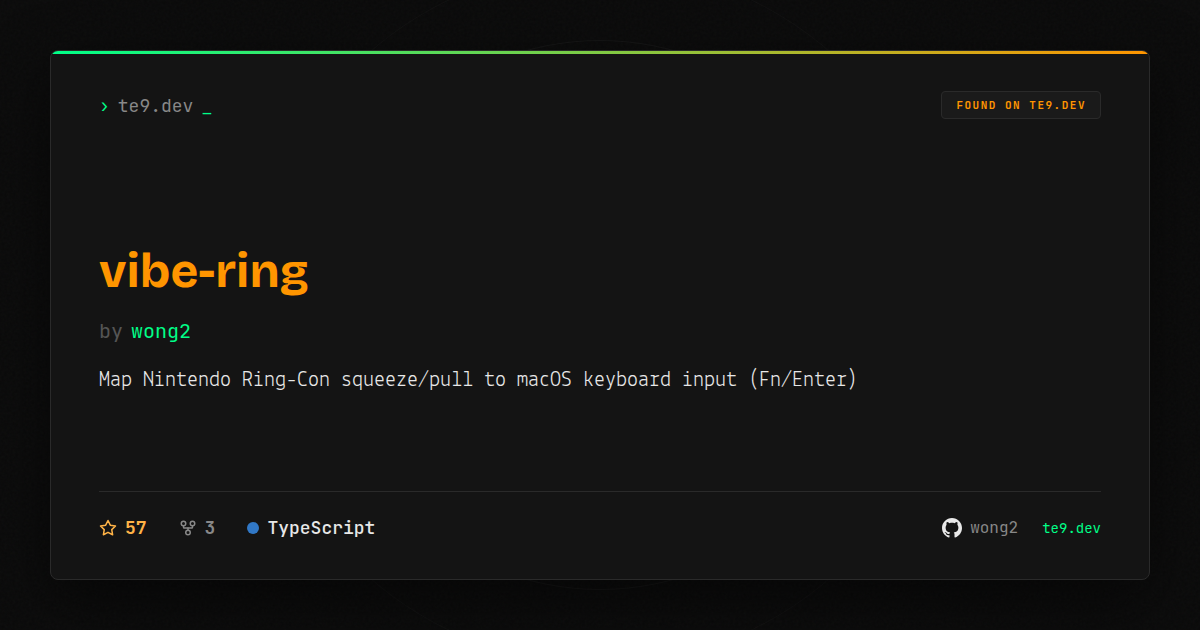 › te9.dev _
FOUND ON TE9.DEV
vibe-ring
by wong2
Map Nintendo Ring-Con squeeze/pull to macOS keyboard input (Fn/Enter)
57 3 TypeScript
wong2 te9.dev